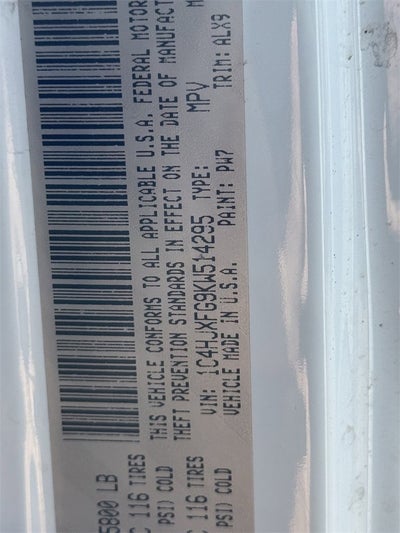 5800 LB
C 116 TIRES
PSI) COLD
THIS VEHICLE CONFORMS TO ALL APPLICABLE U.S.A. FEDERAL MOTOR
THEFT PREVENTION STANDARDS IN EFFECT ON THE DATE OF MANUFACT
C 116 TIRES
PSI) COLD
VIN: 1C4HJXFG9KW514295 TYPE: MPV
VEHICLE MADE IN U.S.A. PAINT: PW7 TRIM: ALX9